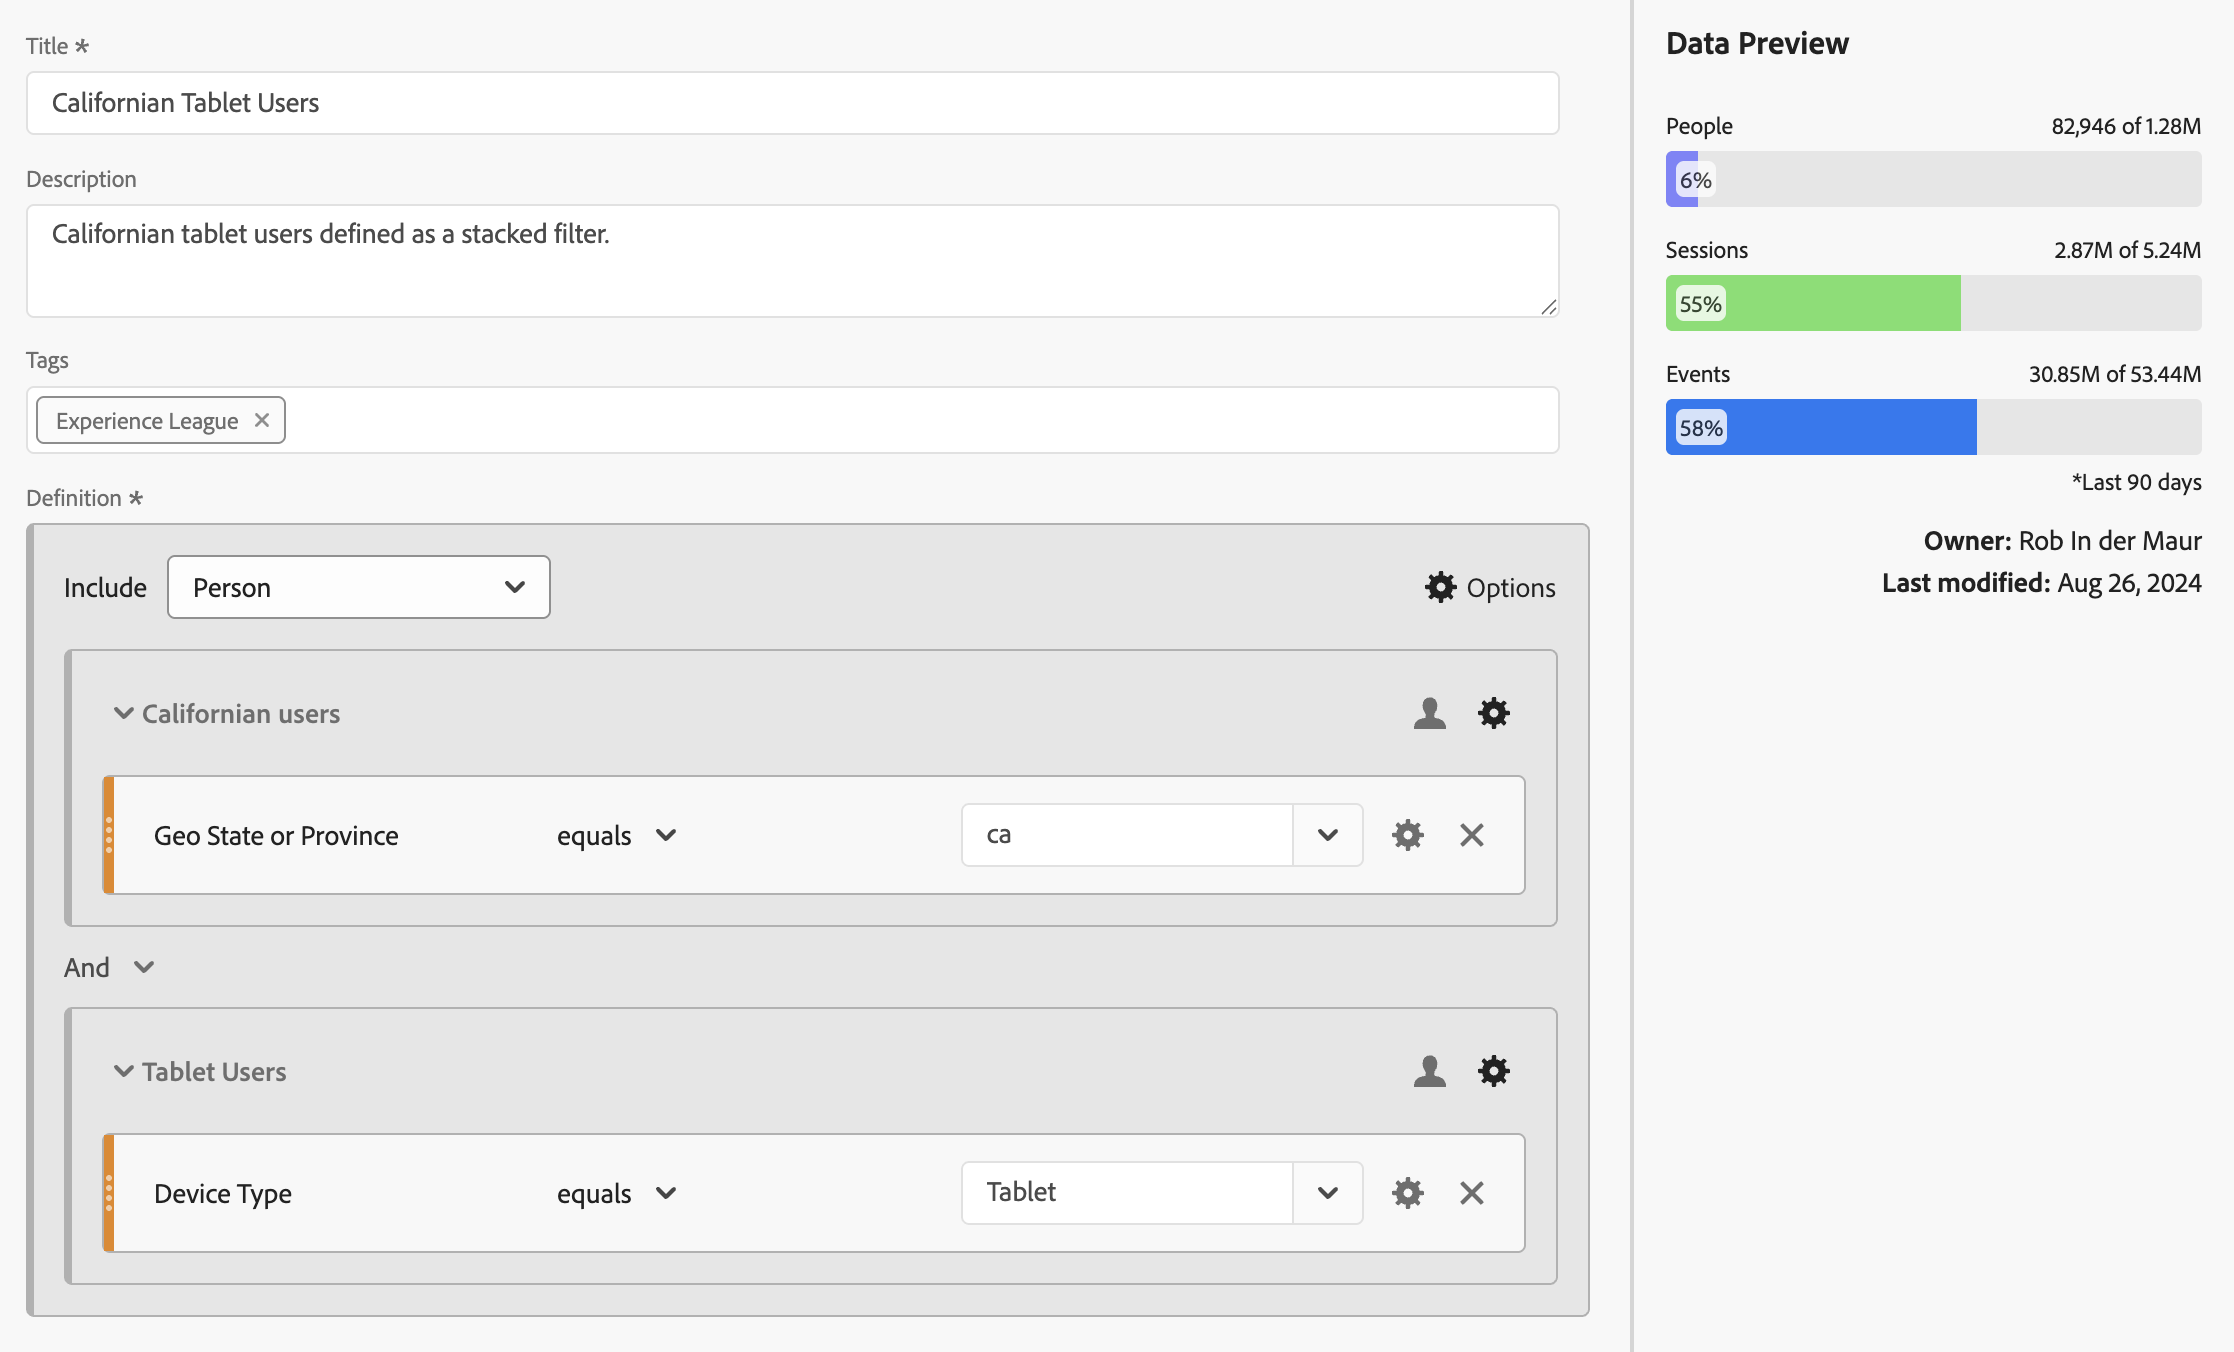 Title *
Californian Tablet Users
Description
Californian tablet users defined as a stacked filter.
Tags
Experience League
Definition *
Include Person Options
Californian users
Geo State or Province equals ca
And
Tablet Users
Device Type equals Tablet
Data Preview
People 82,946 of 1.28M
6%
Sessions 2.87M of 5.24M
55%
Events 30.85M of 53.44M
58%
*Last 90 days
Owner: Rob In der Maur
Last modified: Aug 26, 2024